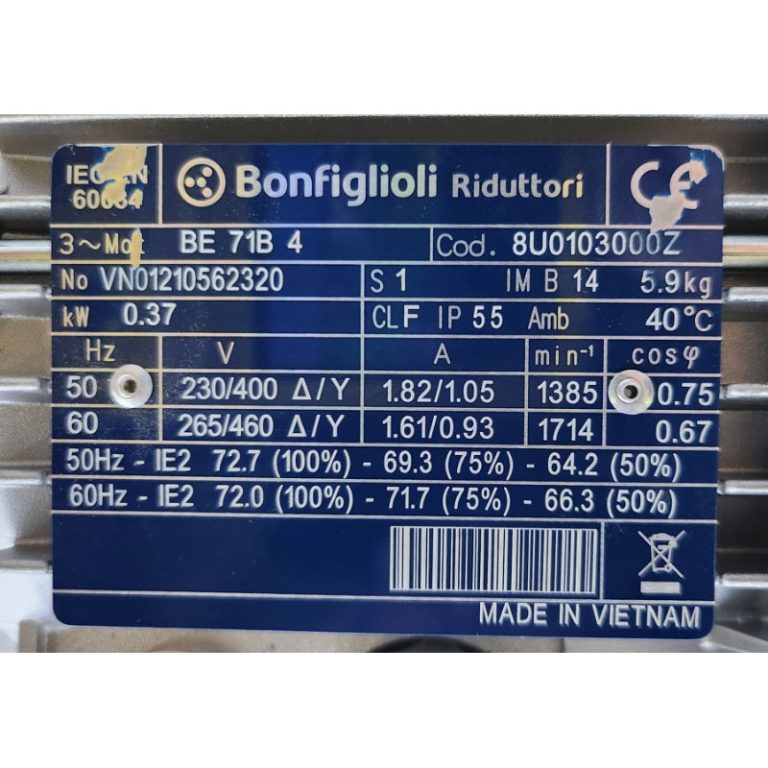 IEC EN
60034
Bonfiglioli Riduttori
CE
3~Mot BE 71B 4 Cod. 8U0103000Z
No VN01210562320 S 1 IM B 14 5.9kg
kW 0.37 CLF IP 55 Amb 40°C
Hz V A min⁻¹ cosφ
50 230/400 Δ/Y 1.82/1.05 1385 0.75
60 265/460 Δ/Y 1.61/0.93 1714 0.67
50Hz - IE2 72.7 (100%) - 69.3 (75%) - 64.2 (50%)
60Hz - IE2 72.0 (100%) - 71.7 (75%) - 66.3 (50%)
MADE IN VIETNAM